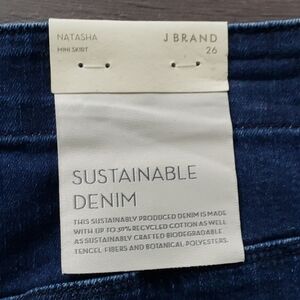 NATASHA
MINI SKIRT
J BRAND
26
SUSTAINABLE
DENIM
THIS SUSTAINABLY PRODUCED DENIM IS MADE
WITH UP TO 30% RECYCLED COTTON AS WELL
AS SUSTAINABLY CRAFTED BIODEGRADABLE
TENCEL FIBERS AND BOTANICAL POLYESTERS.